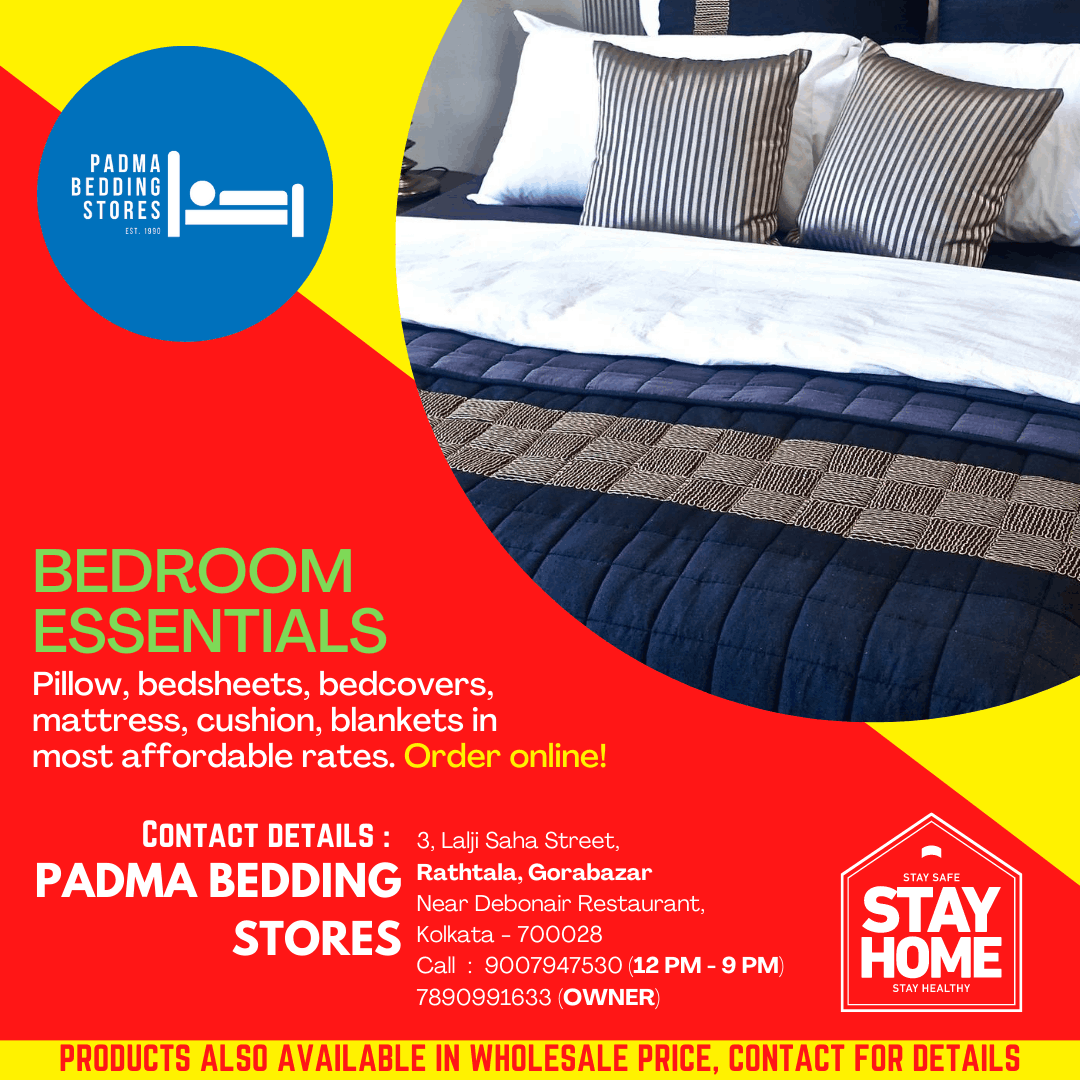 PADMA
BEDDING
STORES
EST. 1990
BEDROOM
ESSENTIALS
Pillow, bedsheets, bedcovers,
mattress, cushion, blankets in
most affordable rates. Order online!
CONTACT DETAILS :
PADMA BEDDING
STORES
3, Lalji Saha Street,
Rathtala, Gorabazar
Near Debonair Restaurant,
Kolkata - 700028
Call : 9007947530 (12 PM - 9 PM)
7890991633 (OWNER)
STAY SAFE
STAY
HOME
STAY HEALTHY
PRODUCTS ALSO AVAILABLE IN WHOLESALE PRICE, CONTACT FOR DETAILS